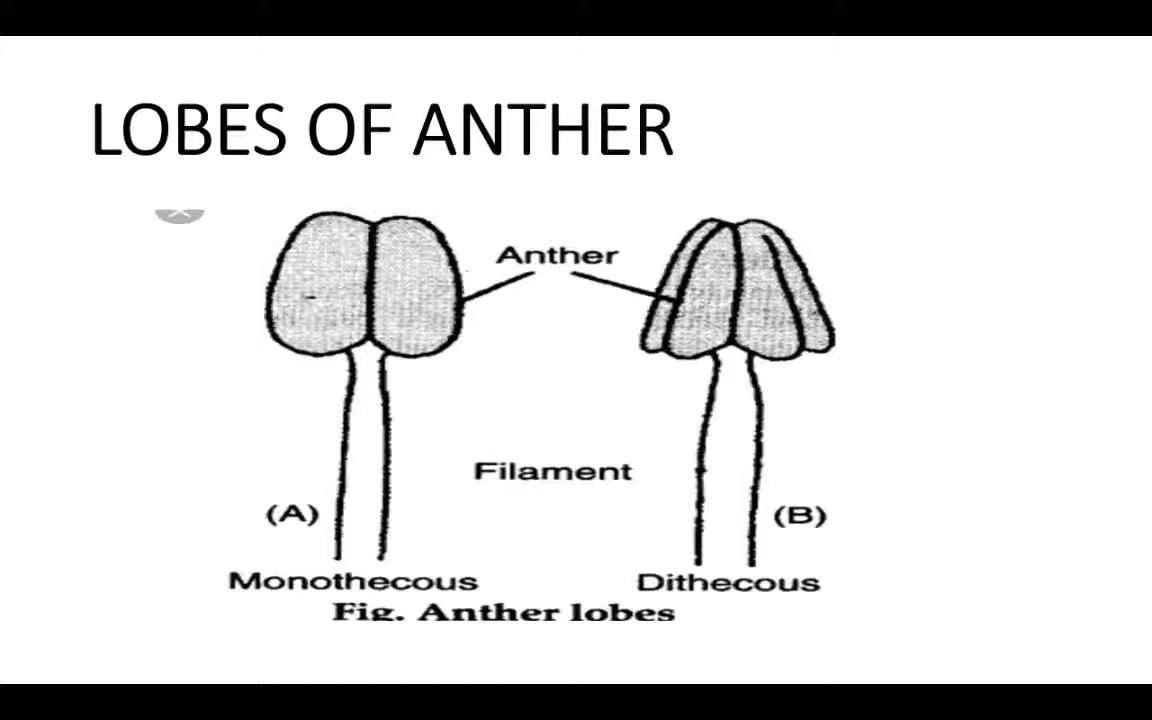 LOBES OF ANTHER
Anther
Filament
(A)
(B)
Monothecous
Dithecous
Fig. Anther lobes